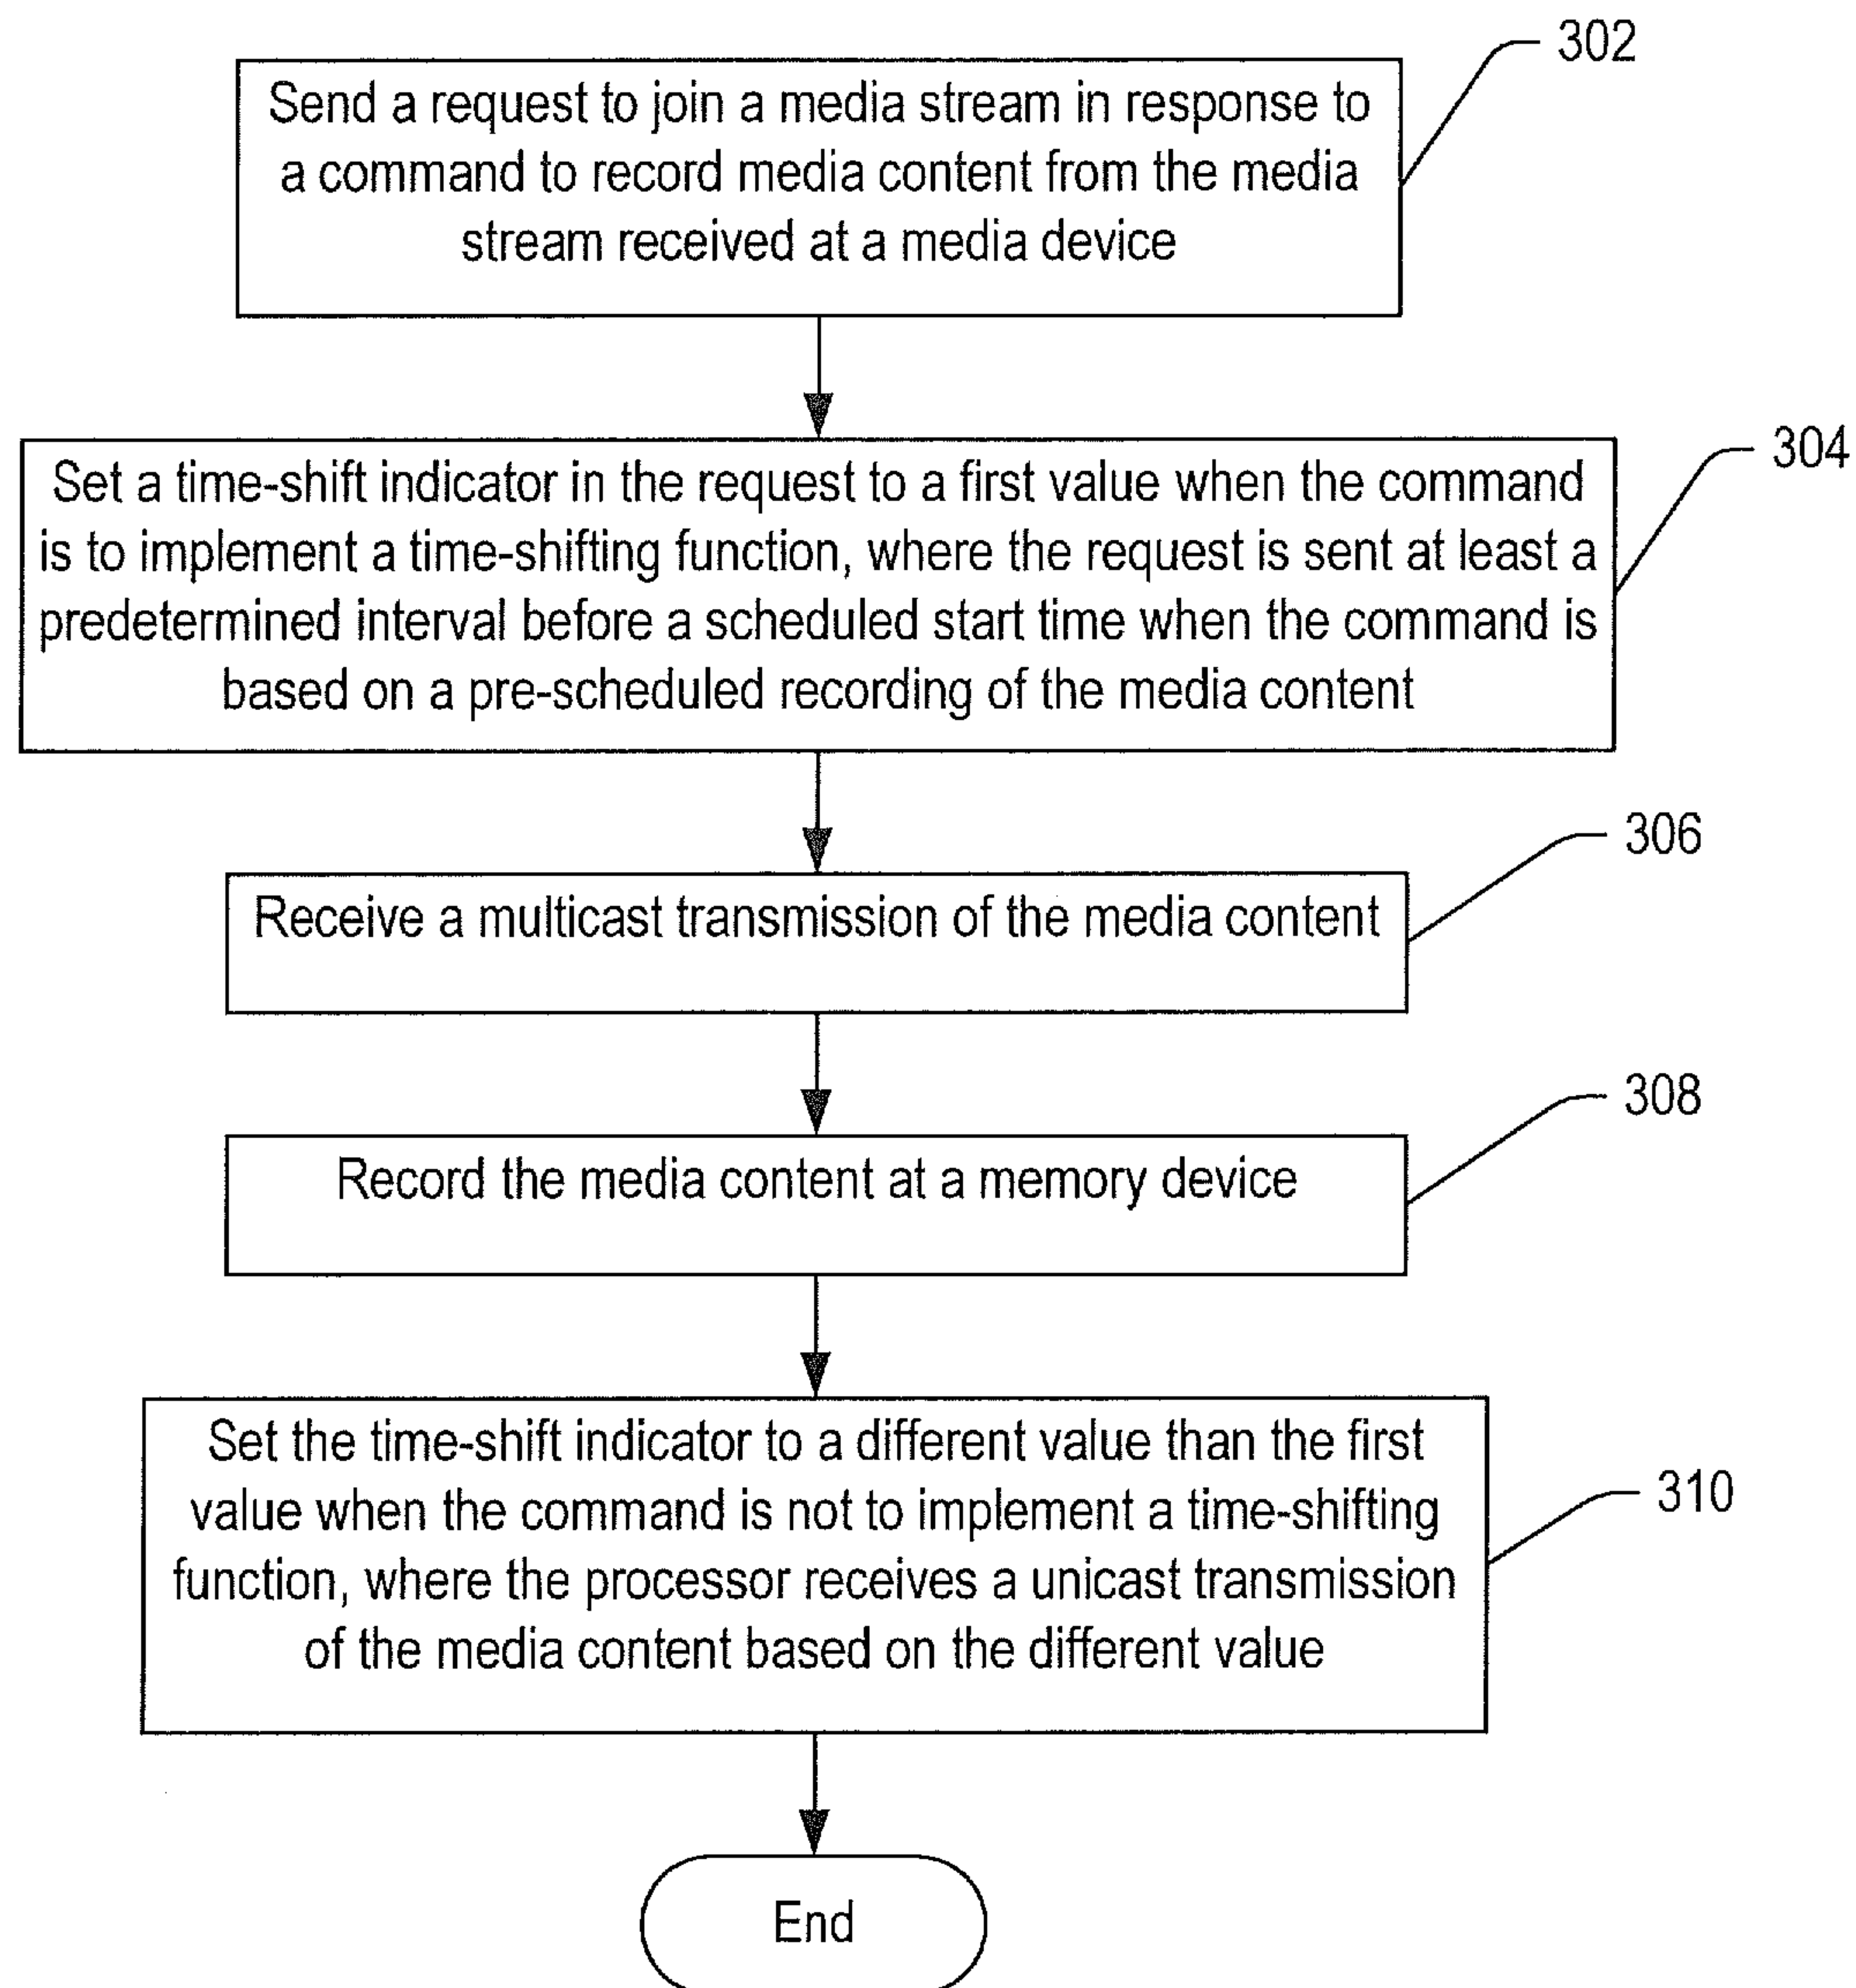 302
Send a request to join a media stream in response to
a command to record media content from the media
stream received at a media device
304
Set a time-shift indicator in the request to a first value when the command
is to implement a time-shifting function, where the request is sent at least a
predetermined interval before a scheduled start time when the command is
based on a pre-scheduled recording of the media content
306
Receive a multicast transmission of the media content
308
Record the media content at a memory device
310
Set the time-shift indicator to a different value than the first
value when the command is not to implement a time-shifting
function, where the processor receives a unicast transmission
of the media content based on the different value
End